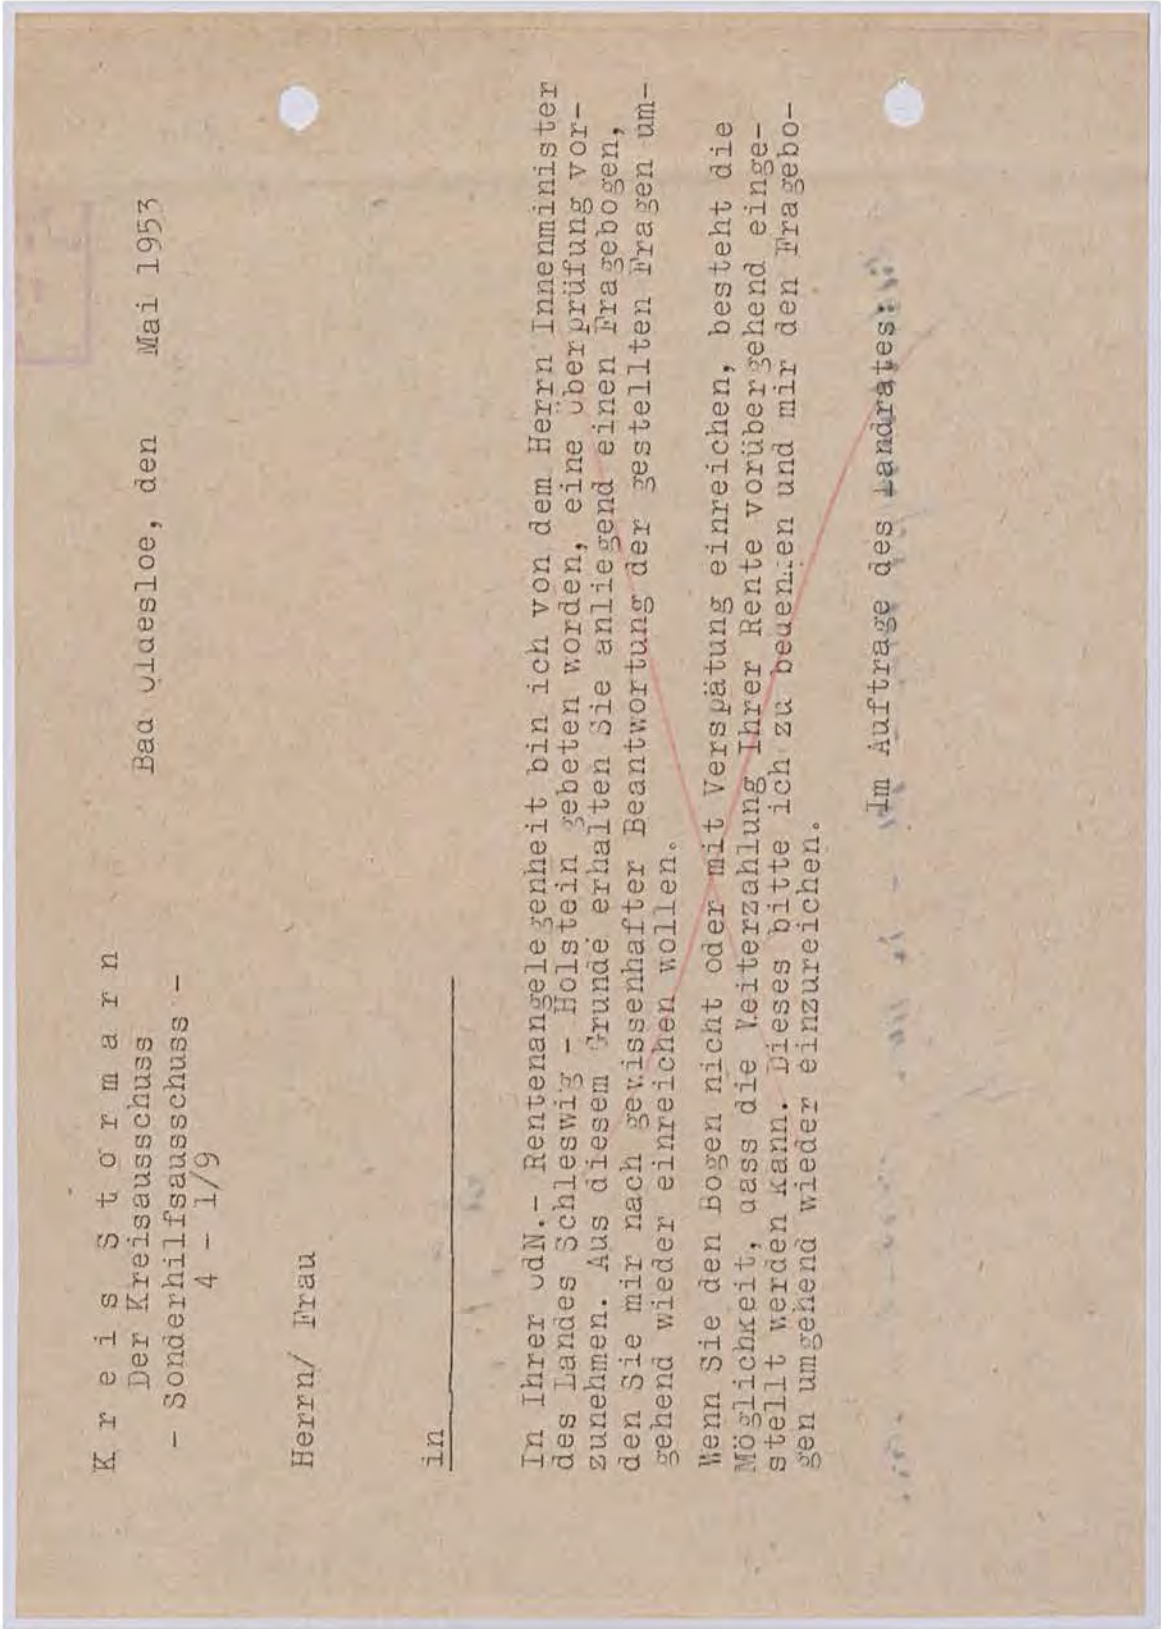 K r e i s  S t o r m a r n
Der Kreisausschuss
- Sonderhilfsausschuss -
4 - 1/9
Bad Oldesloe, den     Mai 1953
Herrn/ Frau
in
In Ihrer OdN.- Rentenangelegenheit bin ich von dem Herrn Innenminister
des Landes Schleswig - Holstein gebeten worden, eine Überprüfung vor-
zunehmen. Aus diesem Grunde erhalten Sie anliegend einen Fragebogen,
den Sie mir nach gewissenhafter Beantwortung der gestellten Fragen um-
gehend wieder einreichen wollen.
Wenn Sie den Bogen nicht oder mit Verspätung einreichen, besteht die
Möglichkeit, dass die Weiterzahlung Ihrer Rente vorübergehend einge-
stellt werden kann. Dieses bitte ich zu bedenken und mir den Fragebo-
gen umgehend wieder einzureichen.
Im Auftrage des Landrates: